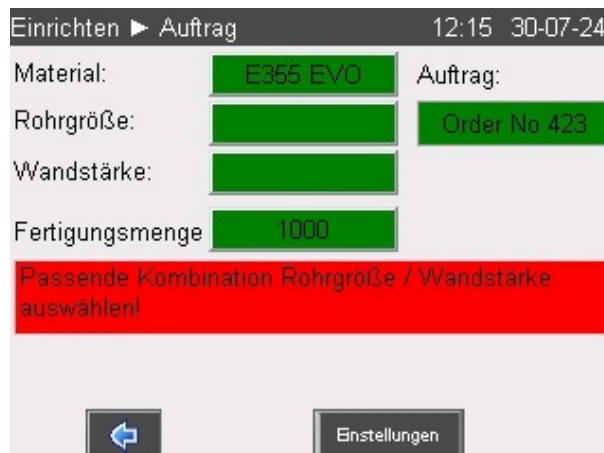 Einrichten ► Auftrag 12:15 30-07-24
Material: E355 EVO Auftrag:
Rohrgröße: Order No 423
Wandstärke:
Fertigungsmenge 1000
Passende Kombination Rohrgröße / Wandstärke
auswählen!
Einstellungen